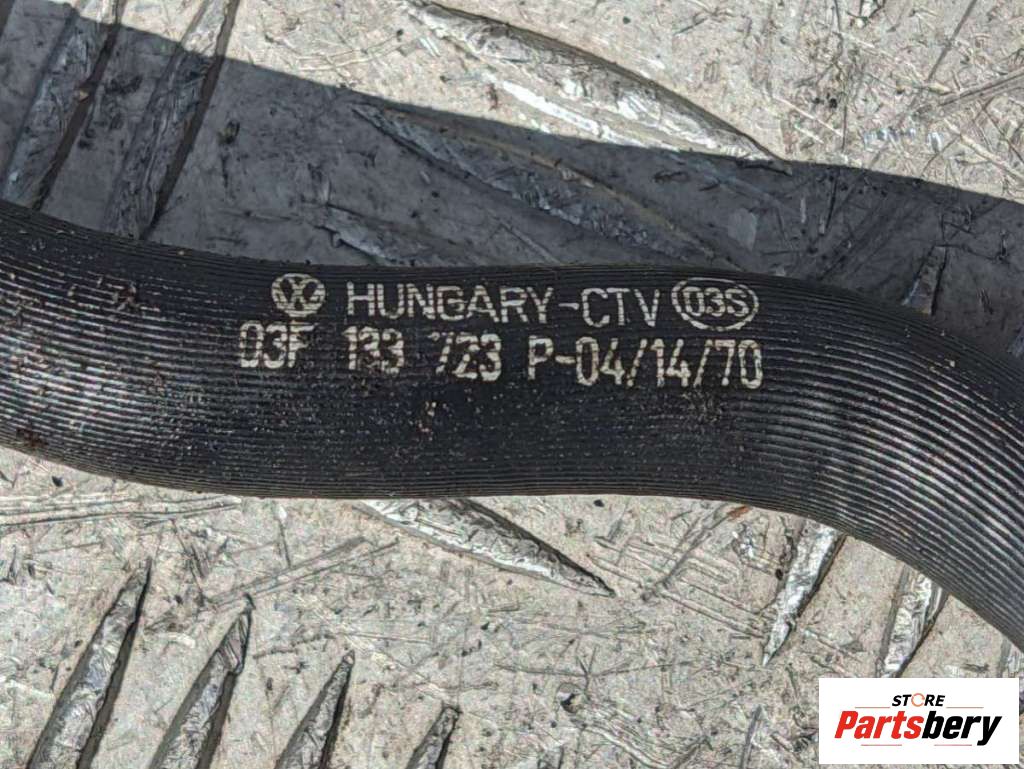 HUNGARY-CTV 03S
03F 133 723 P-04/14/70
STORE
Partsbery